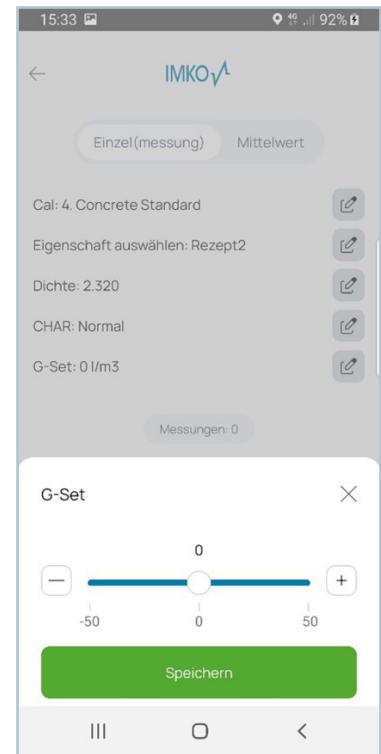 15:33 4G 92%
IMKO
Einzel(messung) Mittelwert
Cal: 4. Concrete Standard
Eigenschaft auswählen: Rezept2
Dichte: 2.320
CHAR: Normal
G-Set: 0 l/m3
Messungen: 0
G-Set
0
-50 0 50
Speichern